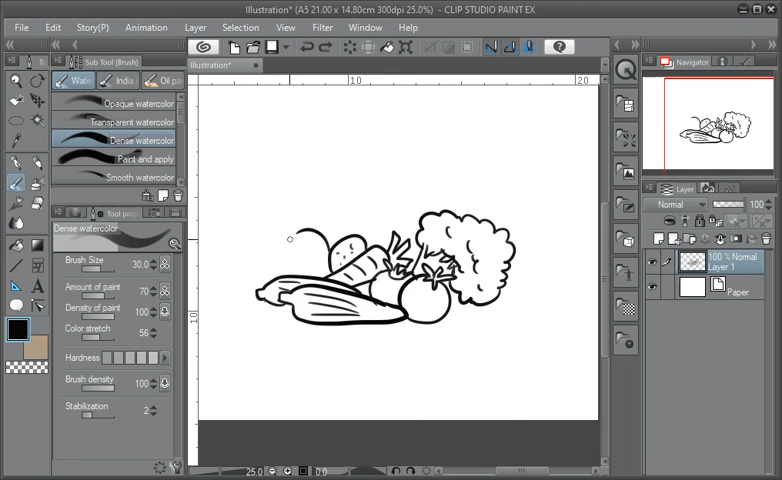 Illustration* (A5 21.00 x 14.80cm 300dpi 25.0%) - CLIP STUDIO PAINT EX
File Edit Story(P) Animation Layer Selection View Filter Window Help
Sub Tool [Brush]
Illustration*
Wate India Oil pa
Opaque watercolor
Transparent watercolor
Dense watercolor
Paint and apply
Smooth watercolor
Tool prop
Dense watercolor
Brush Size 30.0
Amount of paint 70
Density of paint 100
Color stretch 56
Hardness
Brush density 100
Stabilization 2
10 20
10
25.0 0.0
Navigator
Layer
Normal 100
100 % Normal
Layer 1
Paper